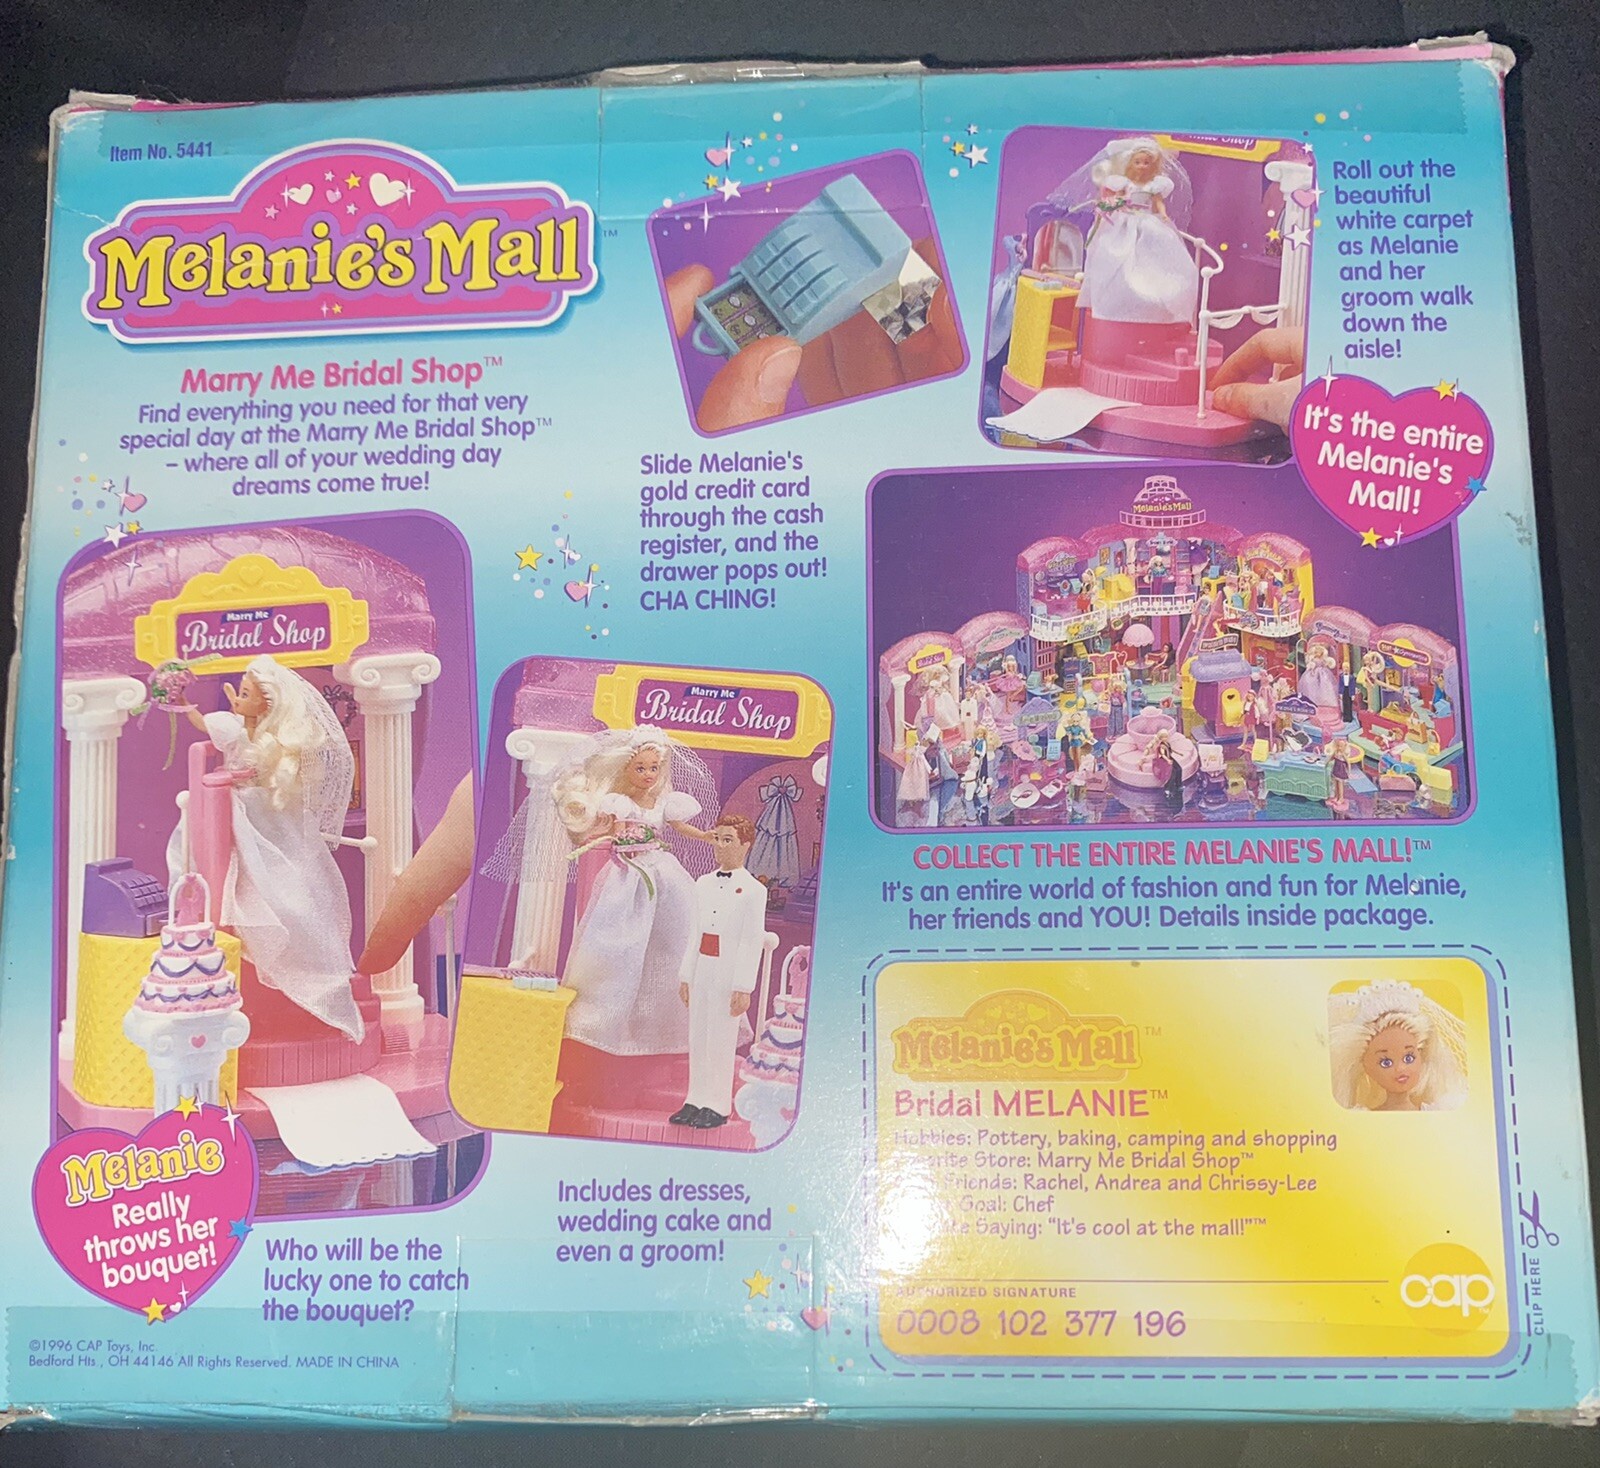 Item No. 5441
Melanie's Mall™
Marry Me Bridal Shop™
Find everything you need for that very
special day at the Marry Me Bridal Shop™
– where all of your wedding day
dreams come true!
Marry Me
Bridal Shop
Melanie
Really
throws her
bouquet!
Who will be the
lucky one to catch
the bouquet?
Slide Melanie's
gold credit card
through the cash
register, and the
drawer pops out!
CHA CHING!
Marry Me
Bridal Shop
Includes dresses,
wedding cake and
even a groom!
Shop
Roll out the
beautiful
white carpet
as Melanie
and her
groom walk
down the
aisle!
It's the entire
Melanie's
Mall!
Melanie's Mall
COLLECT THE ENTIRE MELANIE'S MALL!™
It's an entire world of fashion and fun for Melanie,
her friends and YOU! Details inside package.
Melanie's Mall™
Bridal MELANIE™
Hobbies: Pottery, baking, camping and shopping
Store: Marry Me Bridal Shop™
Friends: Rachel, Andrea and Chrissy-Lee
Goal: Chef
Saying: "It's cool at the mall!"™
AUTHORIZED SIGNATURE
0008 102 377 196
cap
CLIP HERE
©1996 CAP Toys, Inc.
Bedford Hts., OH 44146 All Rights Reserved. MADE IN CHINA